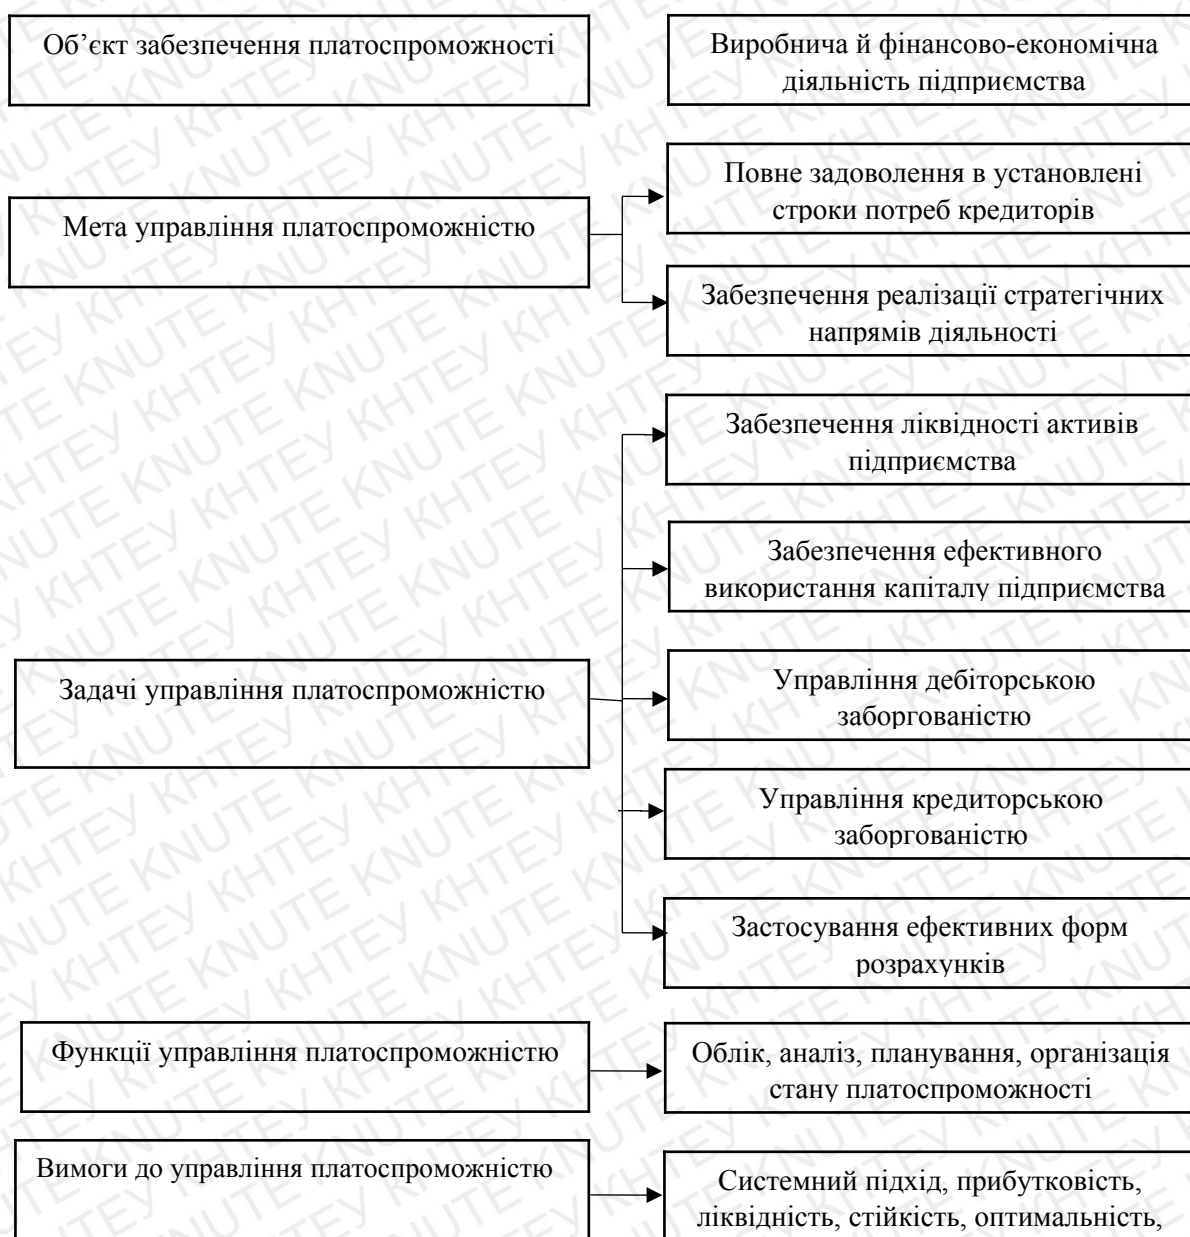 Об’єкт забезпечення платоспроможності
Виробнича й фінансово-економічна
діяльність підприємства
Мета управління платоспроможністю
Повне задоволення в установлені
строки потреб кредиторів
Забезпечення реалізації стратегічних
напрямів діяльності
Задачі управління платоспроможністю
Забезпечення ліквідності активів
підприємства
Забезпечення ефективного
використання капіталу підприємства
Управління дебіторською
заборгованістю
Управління кредиторською
заборгованістю
Застосування ефективних форм
розрахунків
Функції управління платоспроможністю
Облік, аналіз, планування, організація
стану платоспроможності
Вимоги до управління платоспроможністю
Системний підхід, прибутковість,
ліквідність, стійкість, оптимальність,